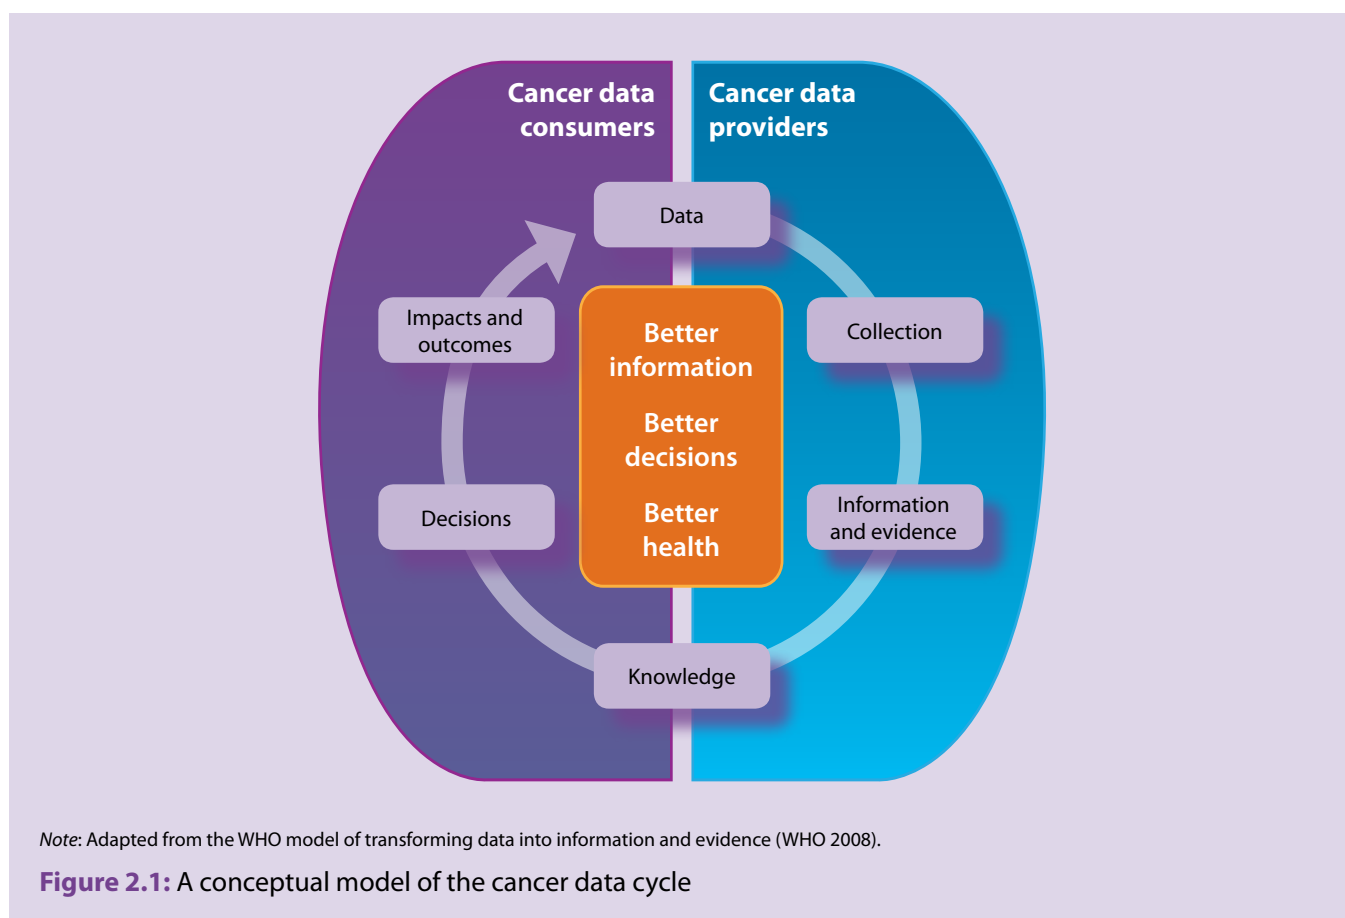 Cancer data
consumers
Cancer data
providers
Data
Impacts and
outcomes
Collection
Better
information
Better
decisions
Better
health
Decisions
Information
and evidence
Knowledge
Note: Adapted from the WHO model of transforming data into information and evidence (WHO 2008).
Figure 2.1: A conceptual model of the cancer data cycle